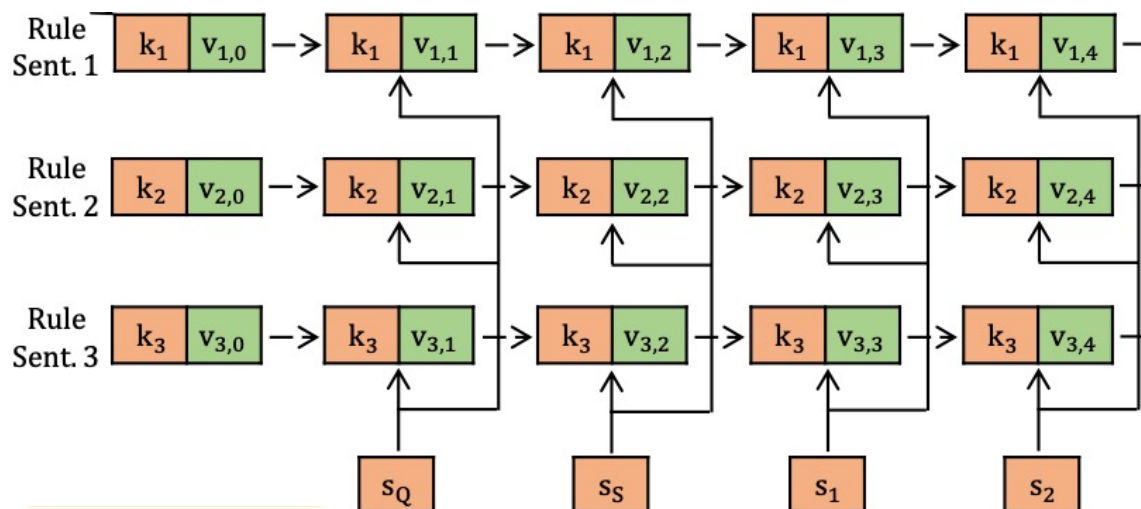 Rule Sent. 1 k₁ v₁,₀ k₁ v₁,₁ k₁ v₁,₂ k₁ v₁,₃ k₁ v₁,₄
Rule Sent. 2 k₂ v₂,₀ k₂ v₂,₁ k₂ v₂,₂ k₂ v₂,₃ k₂ v₂,₄
Rule Sent. 3 k₃ v₃,₀ k₃ v₃,₁ k₃ v₃,₂ k₃ v₃,₃ k₃ v₃,₄
s_Q s_S s₁ s₂